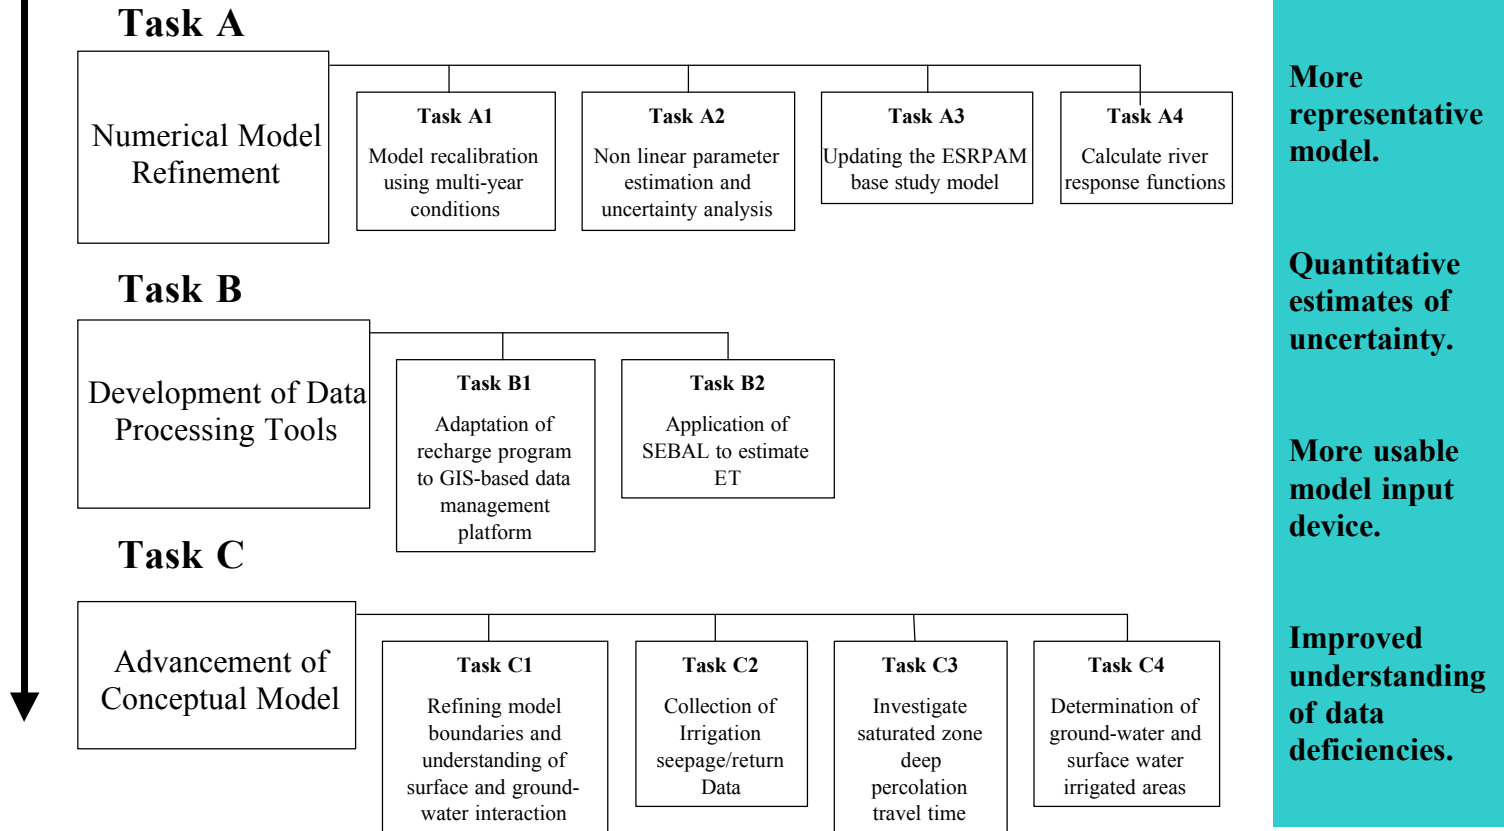 Task A
Numerical Model
Refinement
Task A1
Model recalibration
using multi-year
conditions
Task A2
Non linear parameter
estimation and
uncertainty analysis
Task A3
Updating the ESRPAM
base study model
Task A4
Calculate river
response functions
Task B
Development of Data
Processing Tools
Task B1
Adaptation of
recharge program
to GIS-based data
management
platform
Task B2
Application of
SEBAL to estimate
ET
Task C
Advancement of
Conceptual Model
Task C1
Refining model
boundaries and
understanding of
surface and ground-
water interaction
Task C2
Collection of
Irrigation
seepage/return
Data
Task C3
Investigate
saturated zone
deep
percolation
travel time
Task C4
Determination of
ground-water and
surface water
irrigated areas
More
representative
model.
Quantitative
estimates of
uncertainty.
More usable
model input
device.
Improved
understanding
of data
deficiencies.